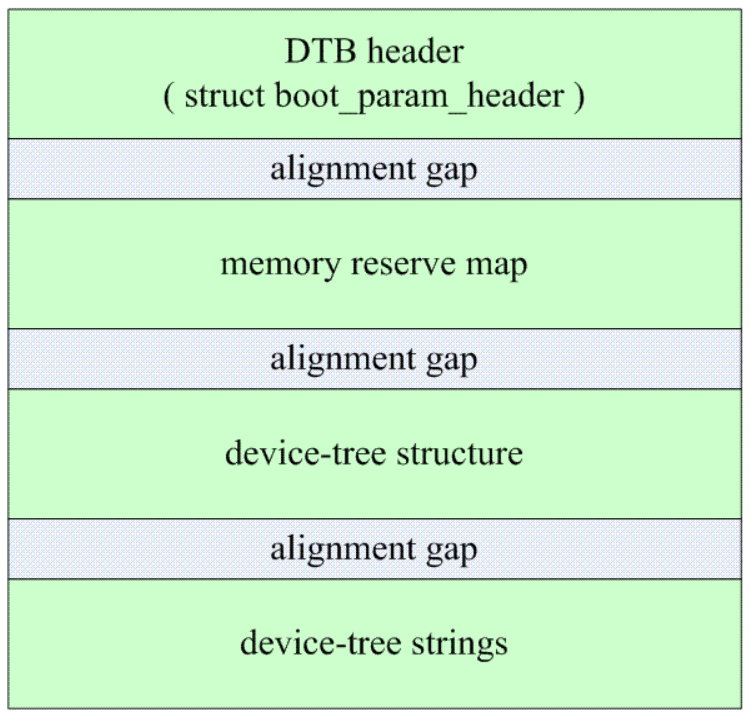 DTB header
( struct boot_param_header )
alignment gap
memory reserve map
alignment gap
device-tree structure
alignment gap
device-tree strings